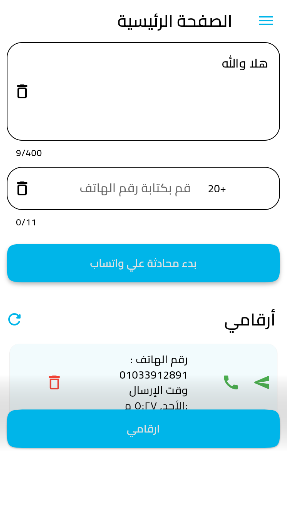 الصفحة الرئيسية
هلا والله
9/400
+20
قم بكتابة رقم الهاتف
0/11
بدء محادثة علي واتساب
أرقامي
رقم الهاتف :
01033912891
وقت الإرسال
:الأحد, ٥:٢٧ م
ارقامي